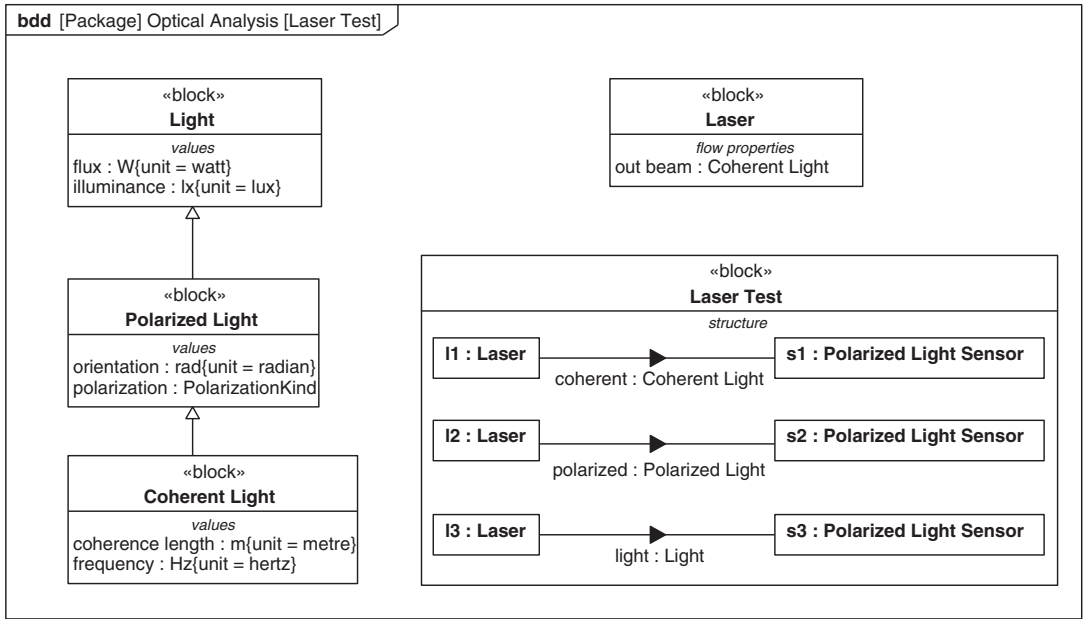 bdd [Package] Optical Analysis [Laser Test]
«block»
Light
values
flux : W{unit = watt}
illuminance : lx{unit = lux}
«block»
Laser
flow properties
out beam : Coherent Light
«block»
Polarized Light
values
orientation : rad{unit = radian}
polarization : PolarizationKind
«block»
Coherent Light
values
coherence length : m{unit = metre}
frequency : Hz{unit = hertz}
«block»
Laser Test
structure
l1 : Laser
coherent : Coherent Light
s1 : Polarized Light Sensor
l2 : Laser
polarized : Polarized Light
s2 : Polarized Light Sensor
l3 : Laser
light : Light
s3 : Polarized Light Sensor